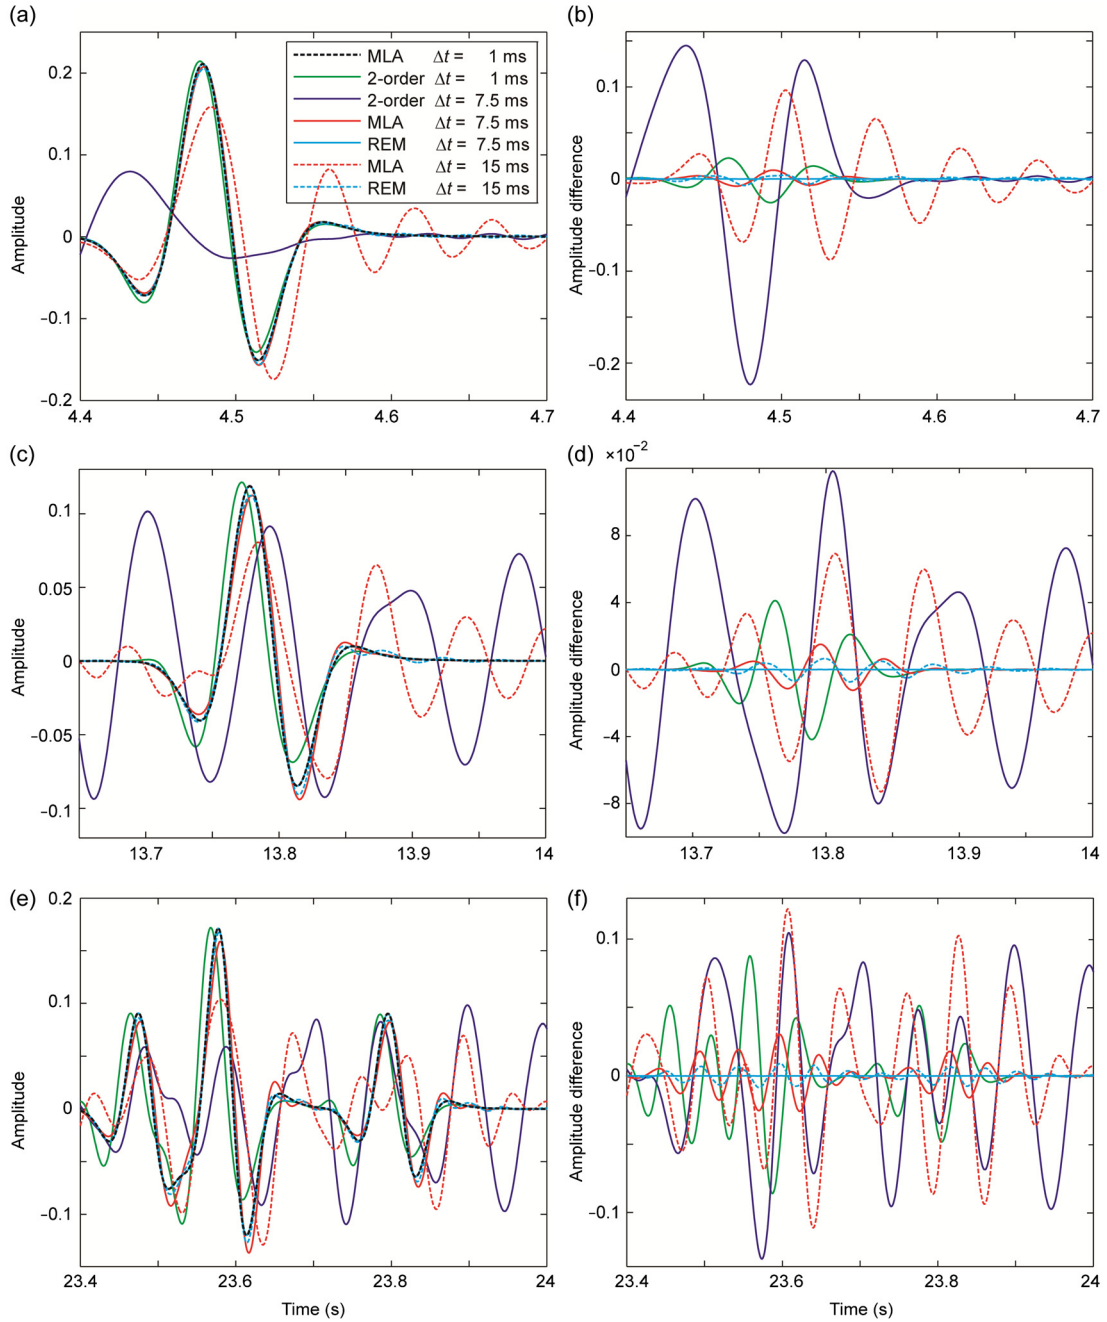 (a)
(b)
MLA Δt = 1 ms
2-order Δt = 1 ms
2-order Δt = 7.5 ms
MLA Δt = 7.5 ms
REM Δt = 7.5 ms
MLA Δt = 15 ms
REM Δt = 15 ms
0.2
0.1
0
−0.1
−0.2
Amplitude
4.4
4.5
4.6
4.7
0.1
0
−0.1
−0.2
Amplitude difference
4.4
4.5
4.6
4.7
(c)
(d)
×10⁻²
0.1
0.05
0
−0.05
−0.1
Amplitude
13.7
13.8
13.9
14
8
4
0
−4
−8
Amplitude difference
13.7
13.8
13.9
14
(e)
(f)
0.2
0.1
0
−0.1
Amplitude
23.4
23.6
23.8
24
Time (s)
0.1
0
−0.1
Amplitude difference
23.4
23.6
23.8
24
Time (s)